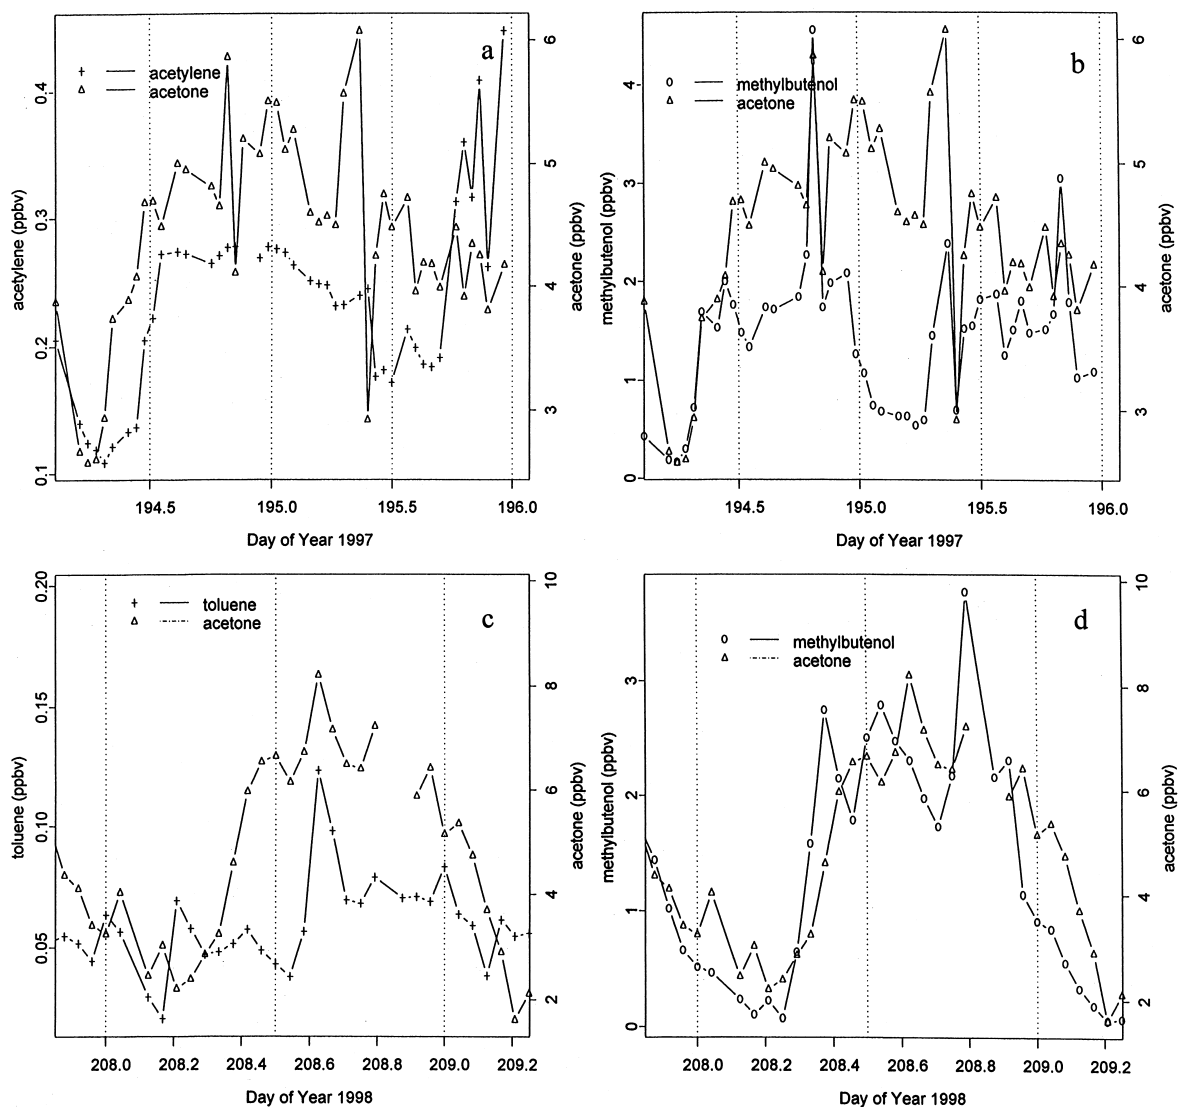 a
acetylene
acetone
0.1
0.2
0.3
0.4
acetylene (ppbv)
3
4
5
6
acetone (ppbv)
194.5
195.0
195.5
196.0
Day of Year 1997
b
methylbutenol
acetone
0
1
2
3
4
methylbutenol (ppbv)
3
4
5
6
acetone (ppbv)
194.5
195.0
195.5
196.0
Day of Year 1997
c
toluene
acetone
0.05
0.10
0.15
0.20
toluene (ppbv)
2
4
6
8
10
acetone (ppbv)
208.0
208.2
208.4
208.6
208.8
209.0
209.2
Day of Year 1998
d
methylbutenol
acetone
0
1
2
3
methylbutenol (ppbv)
2
4
6
8
10
acetone (ppbv)
208.0
208.2
208.4
208.6
208.8
209.0
209.2
Day of Year 1998